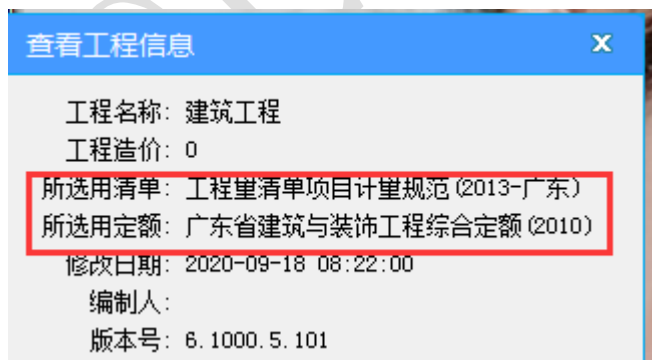 查看工程信息 x
工程名称: 建筑工程
工程造价: 0
所选用清单: 工程量清单项目计量规范(2013-广东)
所选用定额: 广东省建筑与装饰工程综合定额(2010)
修改日期: 2020-09-18 08:22:00
编制人:
版本号: 6.1000.5.101